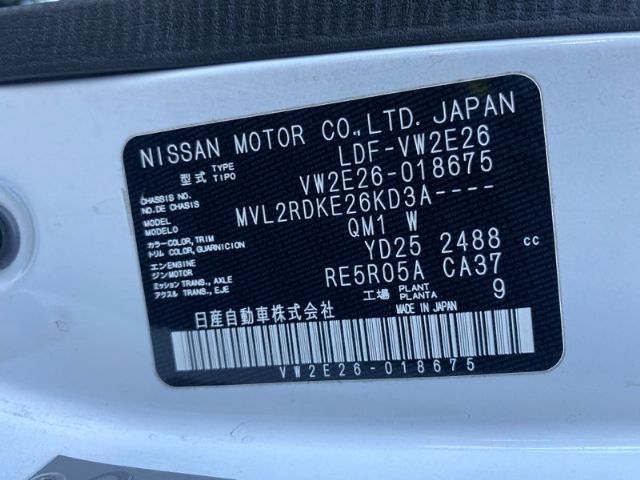 NISSAN MOTOR CO.,LTD. JAPAN
型式 TYPE TIPO LDF-VW2E26
CHASSIS NO. NO. DE CHASIS VW2E26-018675
MODEL MODELO MVL2RDKE26KD3A----
カラー COLOR, TRIM トリム COLOR, GUARNICION QM1 W
エンジン ENGINE MOTOR YD25 2488 cc
ミッション TRANS., AXLE アクスル TRANS., EJE RE5R05A CA37
工場 PLANT PLANTA 9
日産自動車株式会社 MADE IN JAPAN
VW2E26-018675